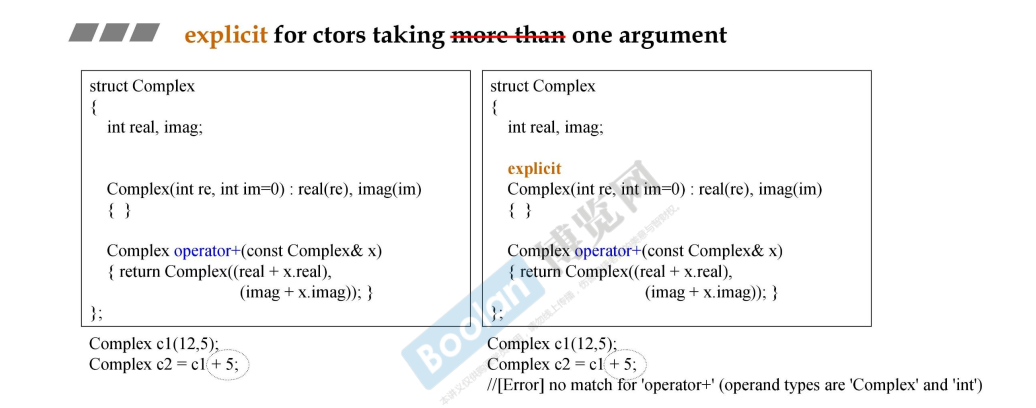 explicit for ctors taking more than one argument
struct Complex
{
int real, imag;
Complex(int re, int im=0) : real(re), imag(im)
{ }
Complex operator+(const Complex& x)
{ return Complex((real + x.real),
(imag + x.imag)); }
};
Complex c1(12,5);
Complex c2 = c1 + 5;
struct Complex
{
int real, imag;
explicit
Complex(int re, int im=0) : real(re), imag(im)
{ }
Complex operator+(const Complex& x)
{ return Complex((real + x.real),
(imag + x.imag)); }
};
Complex c1(12,5);
Complex c2 = c1 + 5;
//[Error] no match for 'operator+' (operand types are 'Complex' and 'int')
Boolan
博览网